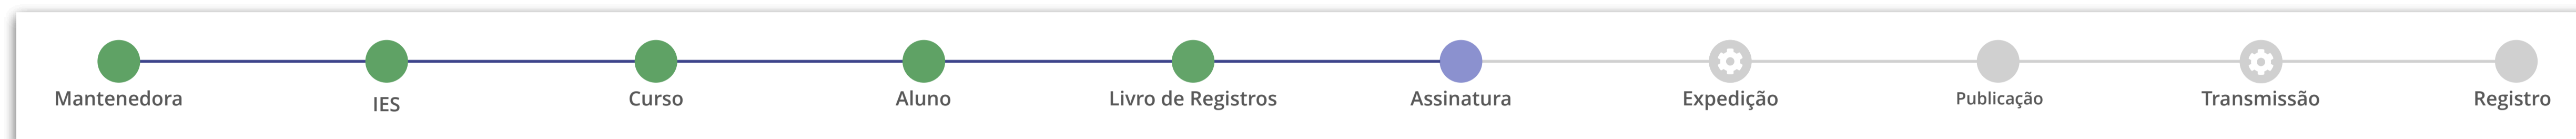 Mantenedora
IES
Curso
Aluno
Livro de Registros
Assinatura
Expedição
Publicação
Transmissão
Registro